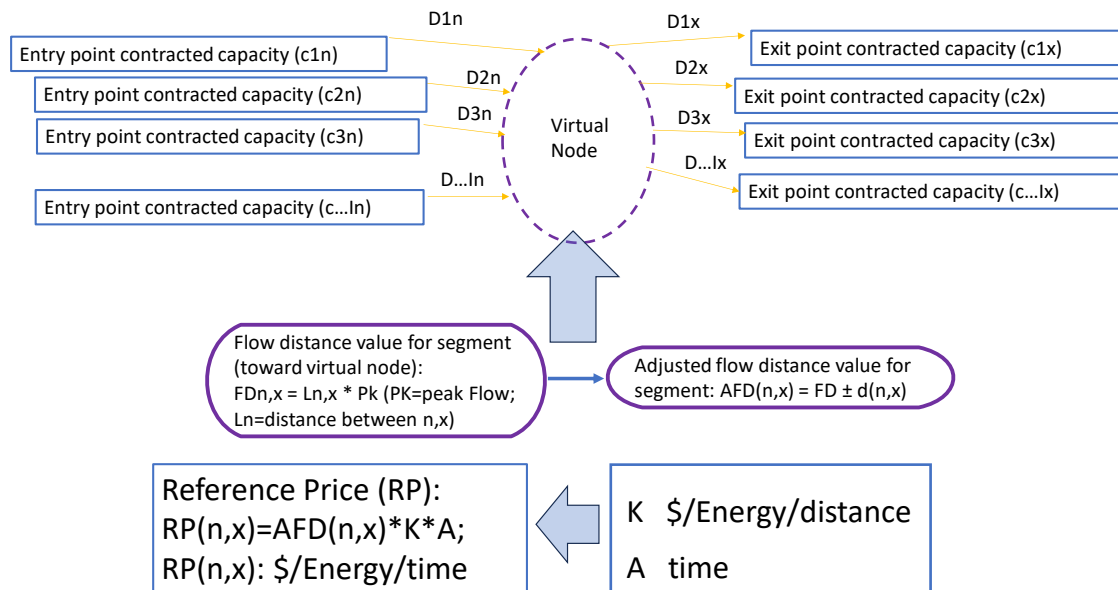 D1n
D1x
Entry point contracted capacity (c1n)
Exit point contracted capacity (c1x)
D2n
D2x
Entry point contracted capacity (c2n)
Exit point contracted capacity (c2x)
D3n
D3x
Entry point contracted capacity (c3n)
Exit point contracted capacity (c3x)
Virtual
Node
D...In
D...Ix
Entry point contracted capacity (c...In)
Exit point contracted capacity (c...Ix)
Flow distance value for segment
(toward virtual node):
FDn,x = Ln,x * Pk (PK=peak Flow;
Ln=distance between n,x)
Adjusted flow distance value for
segment: AFD(n,x) = FD ± d(n,x)
Reference Price (RP):
RP(n,x)=AFD(n,x)*K*A;
RP(n,x): $/Energy/time
K $/Energy/distance
A time